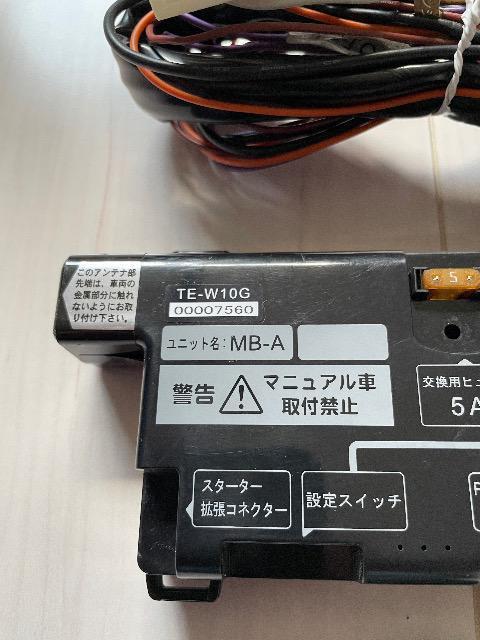 このアンテナ部
先端は、車両の
金属部分に触れ
ないようにお取
り付け下さい。
TE-W10G
00007560
ユニット名:MB-A
5
警告
マニュアル車
取付禁止
交換用ヒュ
5A
スターター
拡張コネクター
設定スイッチ